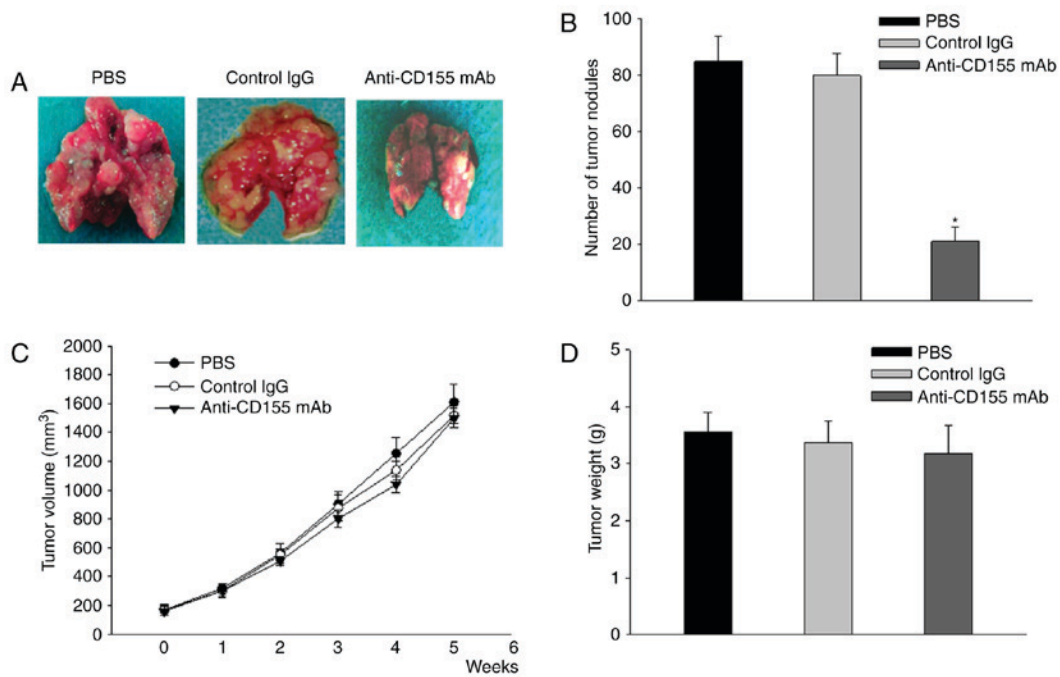 A
PBS
Control IgG
Anti-CD155 mAb
B
PBS
Control IgG
Anti-CD155 mAb
Number of tumor nodules
100
80
60
40
20
0
*
C
PBS
Control IgG
Anti-CD155 mAb
Tumor volume (mm³)
2000
1800
1600
1400
1200
1000
800
600
400
200
0
0 1 2 3 4 5 6
Weeks
D
PBS
Control IgG
Anti-CD155 mAb
Tumor weight (g)
5
4
3
2
1
0